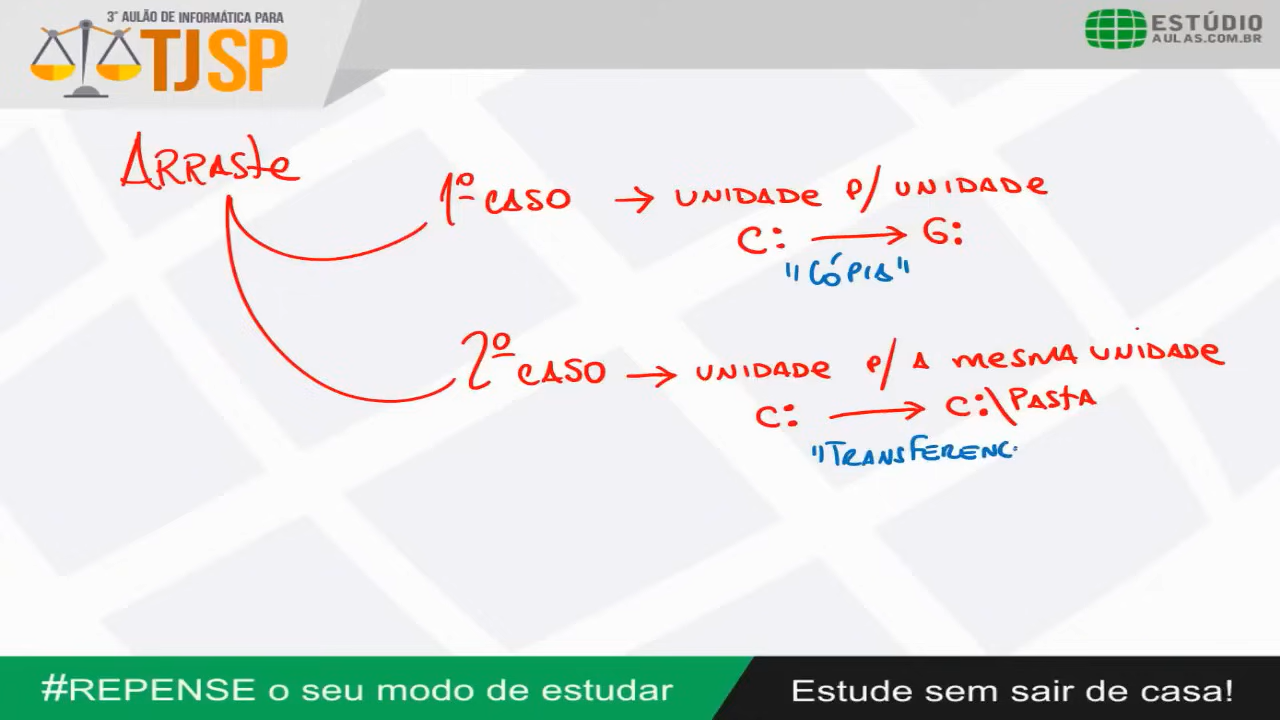 3º AULÃO DE INFORMÁTICA PARA
TJSP
ESTÚDIO
AULAS.COM.BR
ARRASTE
1º CASO → UNIDADE P/ UNIDADE
C: → G:
"CÓPIA"
2º CASO → UNIDADE P/ A MESMA UNIDADE
C: → C:\PASTA
"TRANSFERENC
#REPENSE o seu modo de estudar
Estude sem sair de casa!